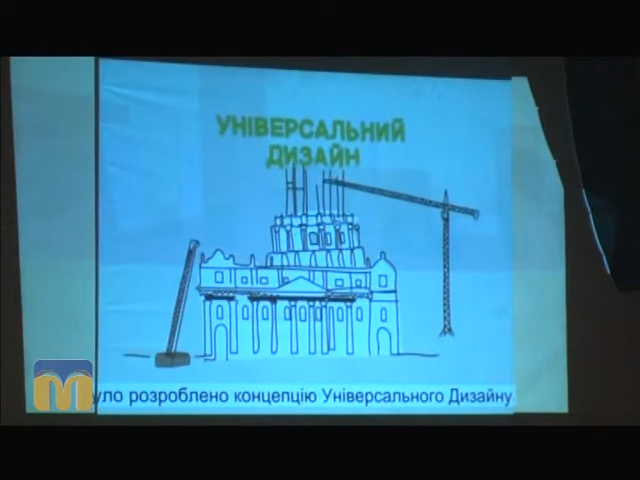 УНІВЕРСАЛЬНИЙ
ДИЗАЙН
уло розроблено концепцію Універсального Дизайну.
М